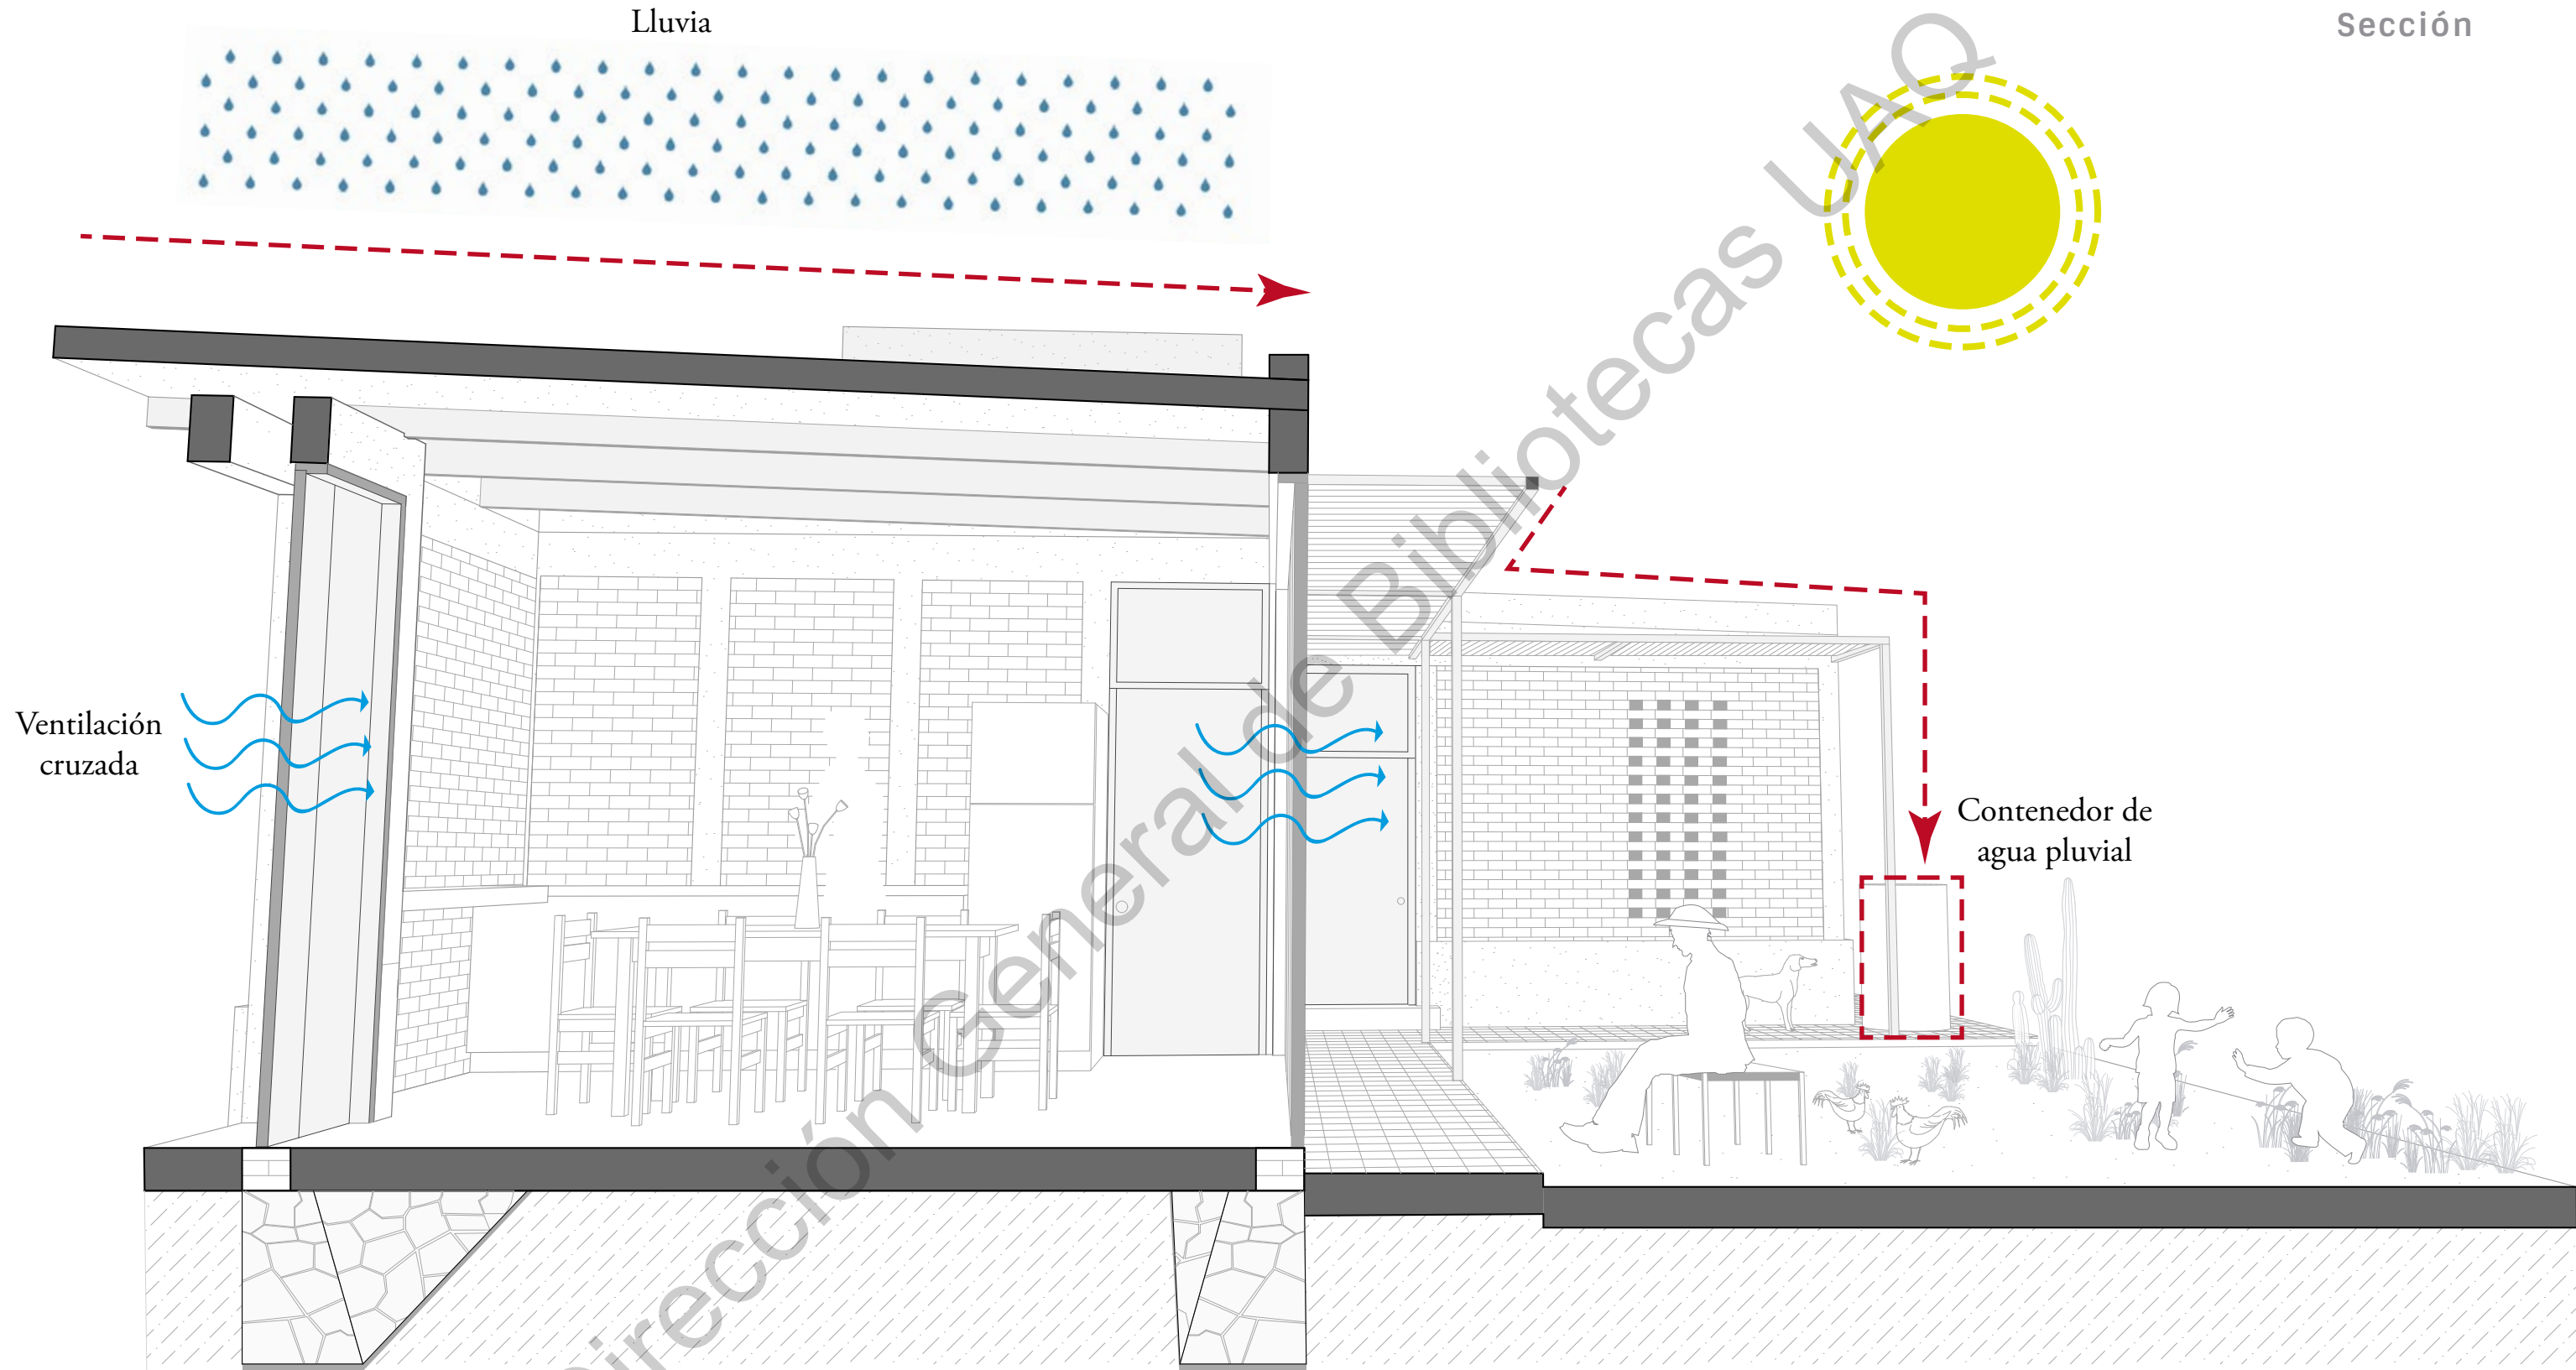 Lluvia
Sección
Ventilación
cruzada
Contenedor de
agua pluvial
Dirección General de Bibliotecas UAQ